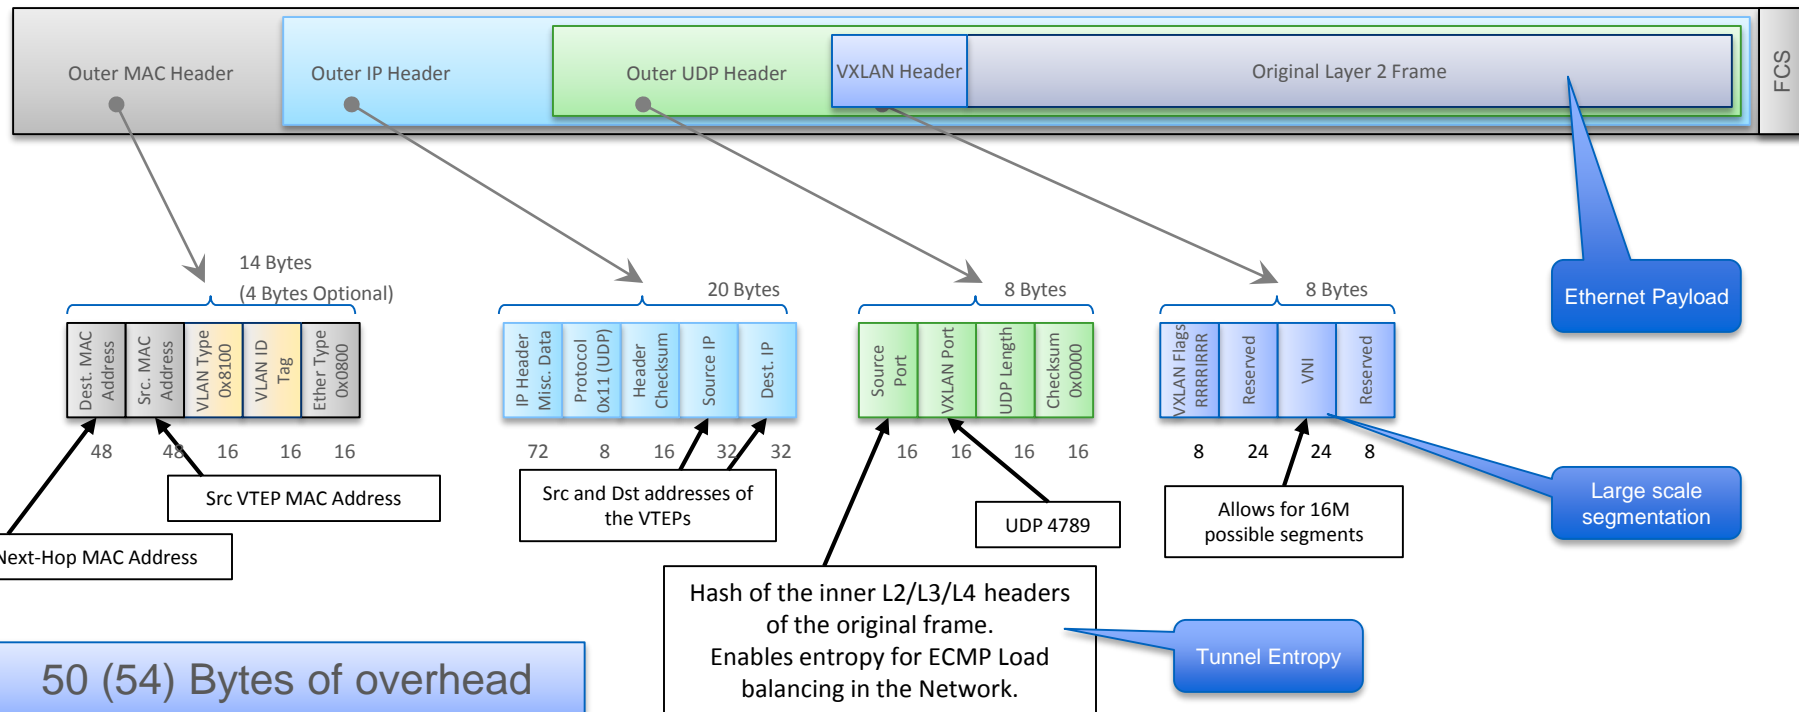 Outer MAC Header
Outer IP Header
Outer UDP Header
VXLAN Header
Original Layer 2 Frame
FCS
14 Bytes
(4 Bytes Optional)
20 Bytes
8 Bytes
8 Bytes
Ethernet Payload
Dest. MAC
Address
Src. MAC
Address
VLAN Type
0x8100
VLAN ID
Tag
Ether Type
0x0800
IP Header
Misc. Data
Protocol
0x11 (UDP)
Header
Checksum
Source IP
Dest. IP
Source
Port
VXLAN Port
UDP Length
Checksum
0x0000
VXLAN Flags
RRRRIRRR
Reserved
VNI
Reserved
48
48
16
16
16
72
8
16
32
32
16
16
16
16
8
24
24
8
Src VTEP MAC Address
Next-Hop MAC Address
Src and Dst addresses of
the VTEPs
UDP 4789
Allows for 16M
possible segments
Large scale
segmentation
Hash of the inner L2/L3/L4 headers
of the original frame.
Enables entropy for ECMP Load
balancing in the Network.
Tunnel Entropy
50 (54) Bytes of overhead